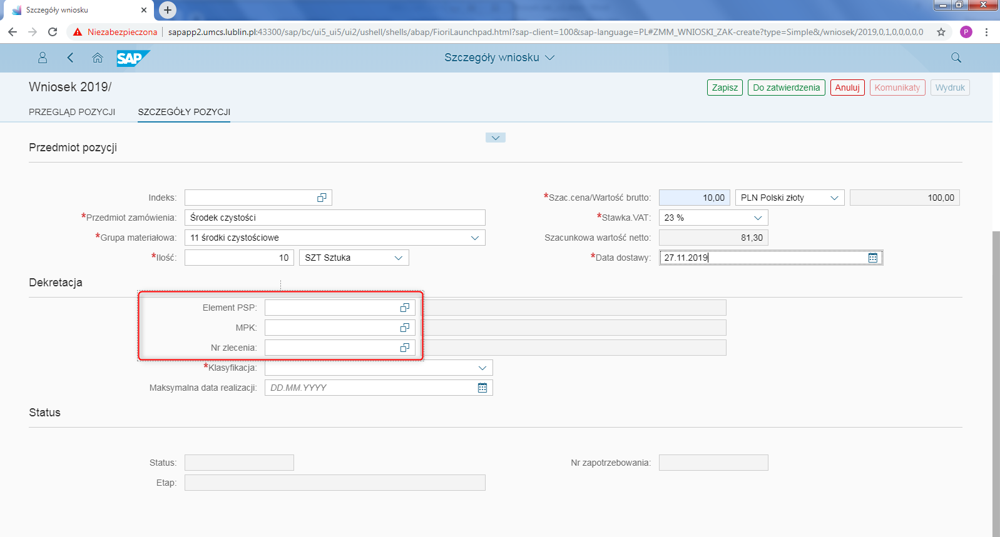 Szczegóły wniosku
Niezabezpieczona sapapp2.umcs.lublin.pl:43300/sap/bc/ui5_ui5/ui2/ushell/shells/abap/FioriLaunchpad.html?sap-client=100&sap-language=PL#ZMM_WNIOSKI_ZAK-create?type=Simple&/wniosek/2019,0,1,0,0,0,0,0 P
SAP Szczegóły wniosku
Wniosek 2019/ Zapisz Do zatwierdzenia Anuluj Komunikaty Wydruk
PRZEGLĄD POZYCJI SZCZEGÓŁY POZYCJI
Przedmiot pozycji
Indeks: *Szac.cena/Wartość brutto: 10,00 PLN Polski złoty 100,00
*Przedmiot zamówienia: Środek czystości *Stawka.VAT: 23 %
*Grupa materiałowa: 11 środki czystościowe Szacunkowa wartość netto: 81,30
*Ilość: 10 SZT Sztuka *Data dostawy: 27.11.2019
Dekretacja
Element PSP:
MPK:
Nr zlecenia:
*Klasyfikacja:
Maksymalna data realizacji: DD.MM.YYYY
Status
Status: Nr zapotrzebowania:
Etap: